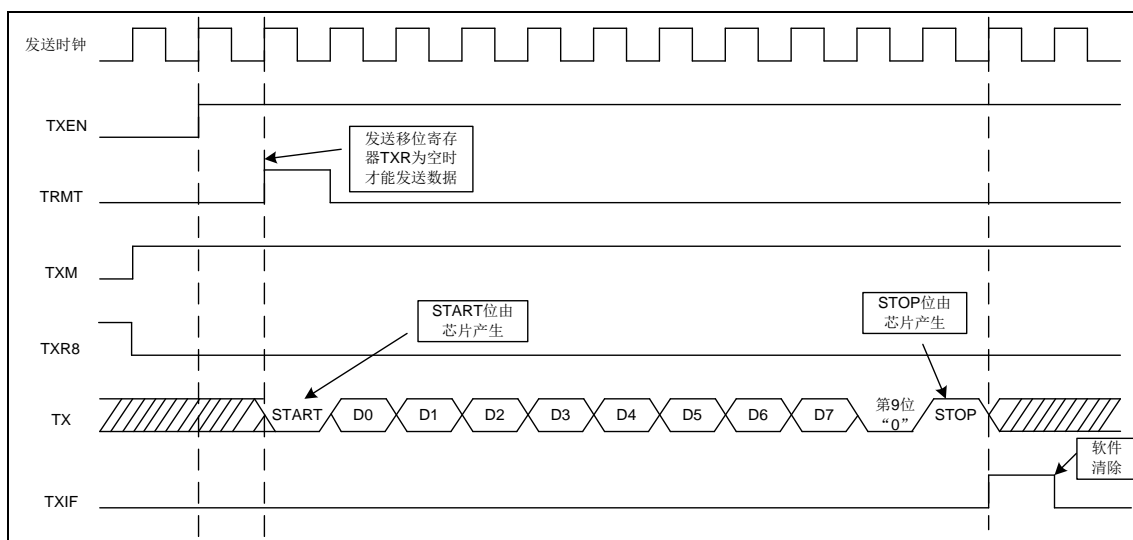 发送时钟
TXEN
发送移位寄存
器TXR为空时
才能发送数据
TRMT
TXM
START位由
芯片产生
STOP位由
芯片产生
TXR8
TX
START
D0
D1
D2
D3
D4
D5
D6
D7
第9位
“0”
STOP
软件
清除
TXIF